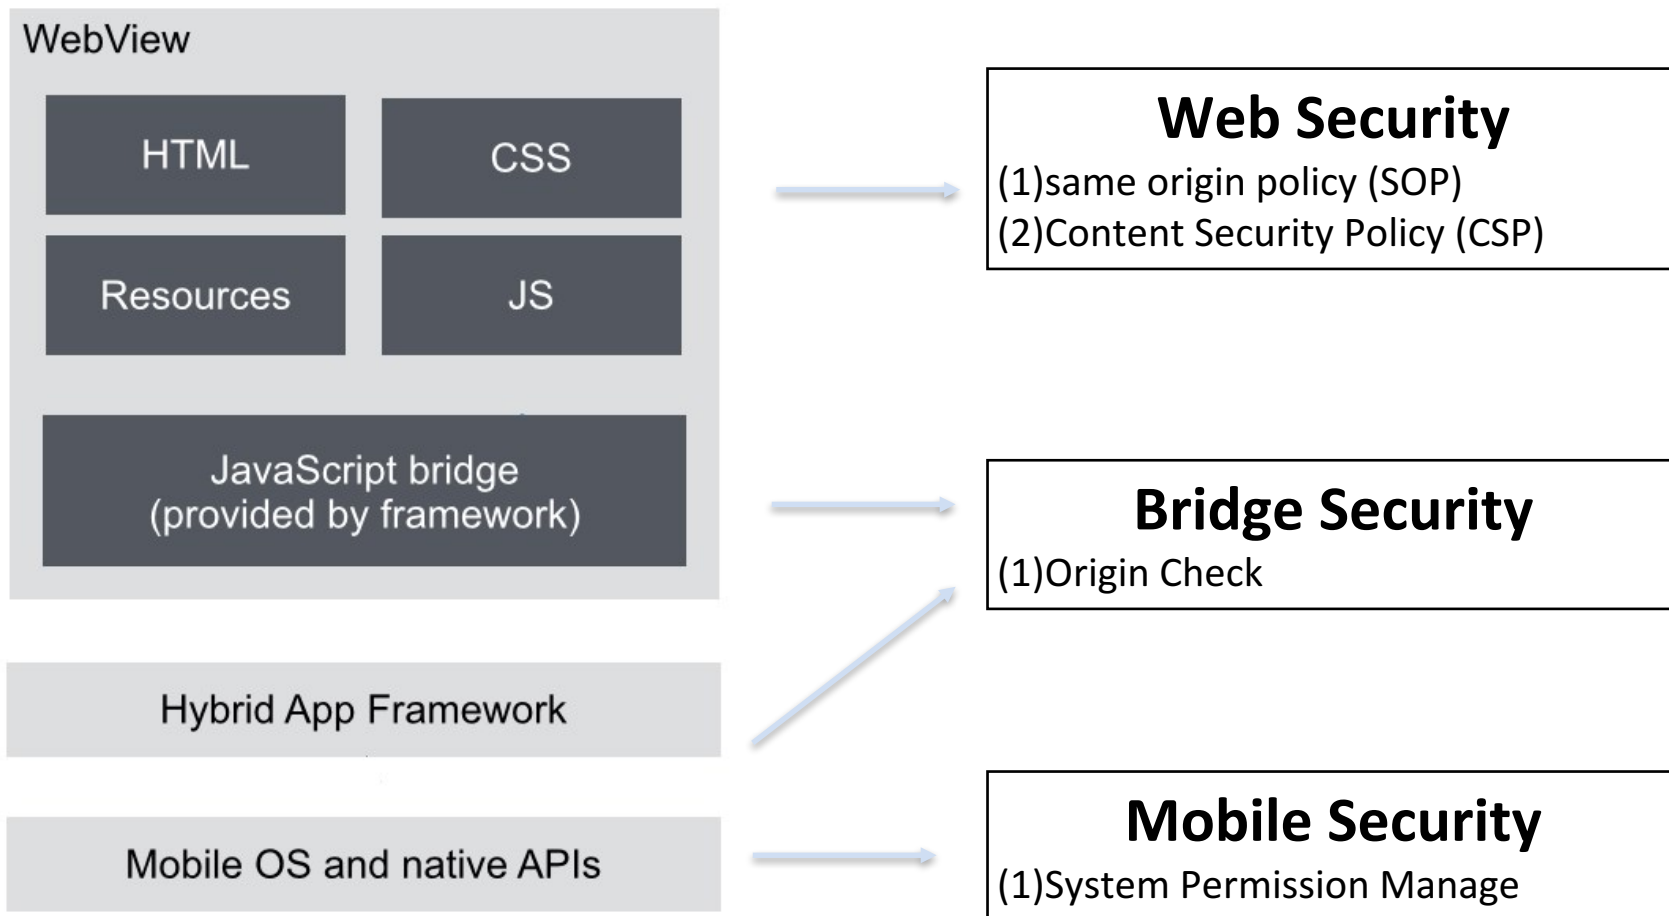 WebView
HTML
CSS
Resources
JS
JavaScript bridge
(provided by framework)
Hybrid App Framework
Mobile OS and native APIs
Web Security
(1)same origin policy (SOP)
(2)Content Security Policy (CSP)
Bridge Security
(1)Origin Check
Mobile Security
(1)System Permission Manage